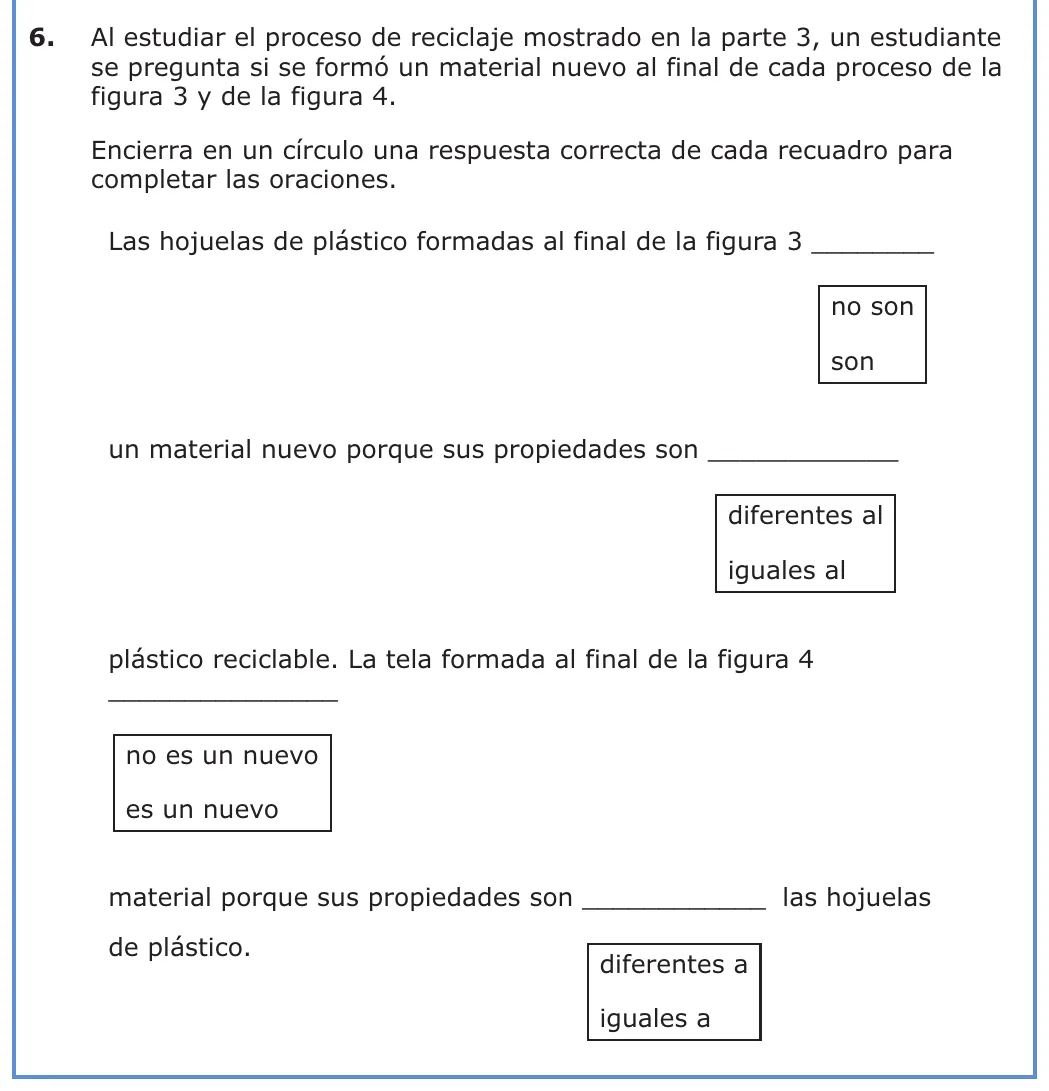 6. Al estudiar el proceso de reciclaje mostrado en la parte 3, un estudiante
se pregunta si se formó un material nuevo al final de cada proceso de la
figura 3 y de la figura 4.
Encierra en un círculo una respuesta correcta de cada recuadro para
completar las oraciones.
Las hojuelas de plástico formadas al final de la figura 3 ________
no son
son
un material nuevo porque sus propiedades son ____________
diferentes al
iguales al
plástico reciclable. La tela formada al final de la figura 4
_______________
no es un nuevo
es un nuevo
material porque sus propiedades son ____________ las hojuelas
de plástico.
diferentes a
iguales a